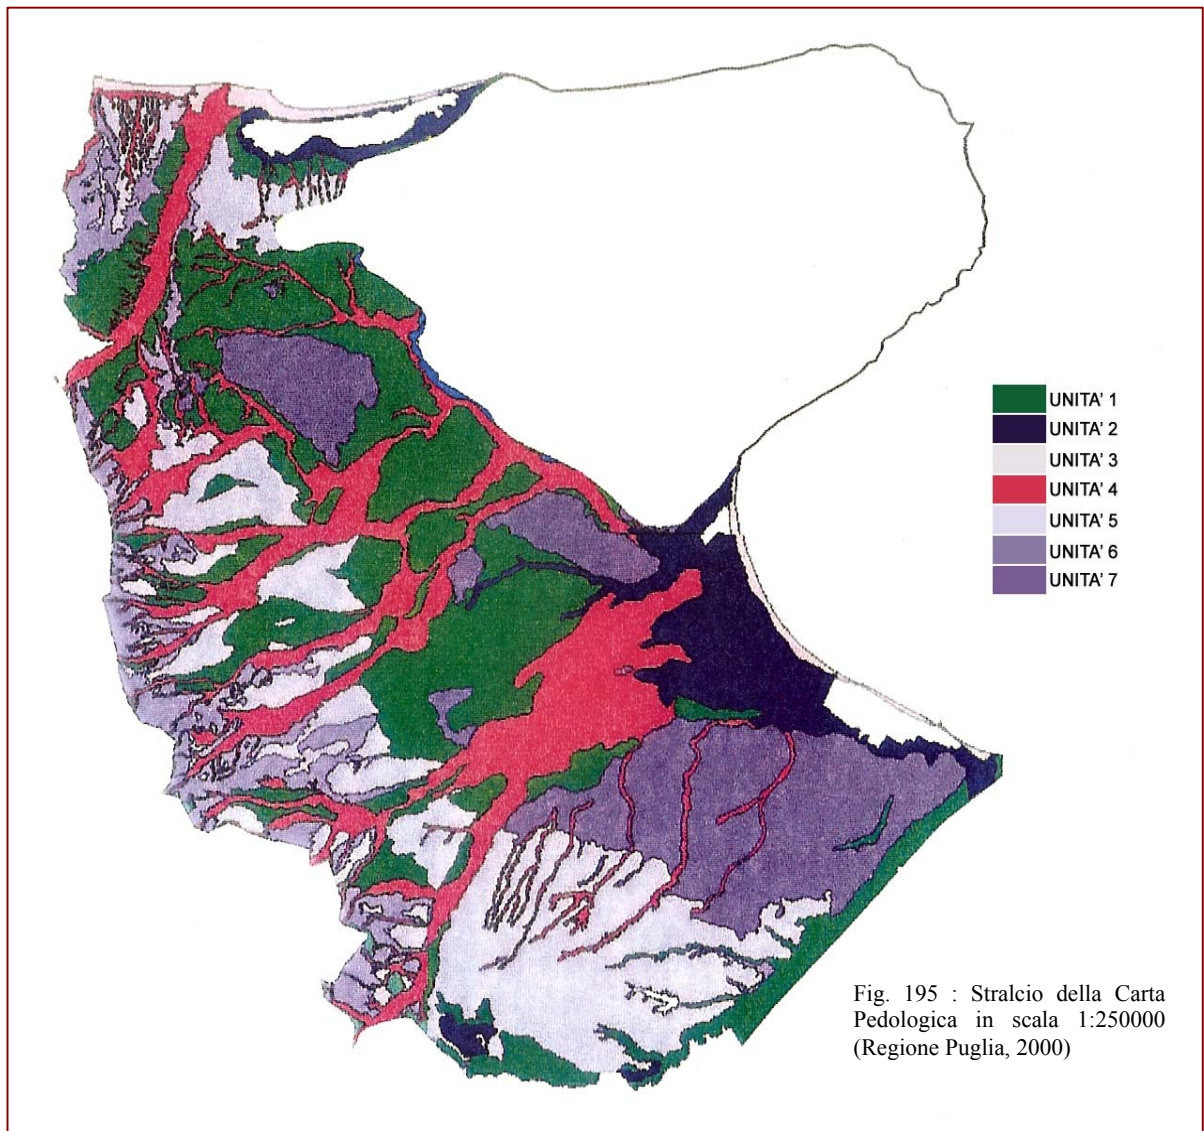 UNITA' 1
UNITA' 2
UNITA' 3
UNITA' 4
UNITA' 5
UNITA' 6
UNITA' 7
Fig. 195 : Stralcio della Carta
Pedologica in scala 1:250000
(Regione Puglia, 2000)